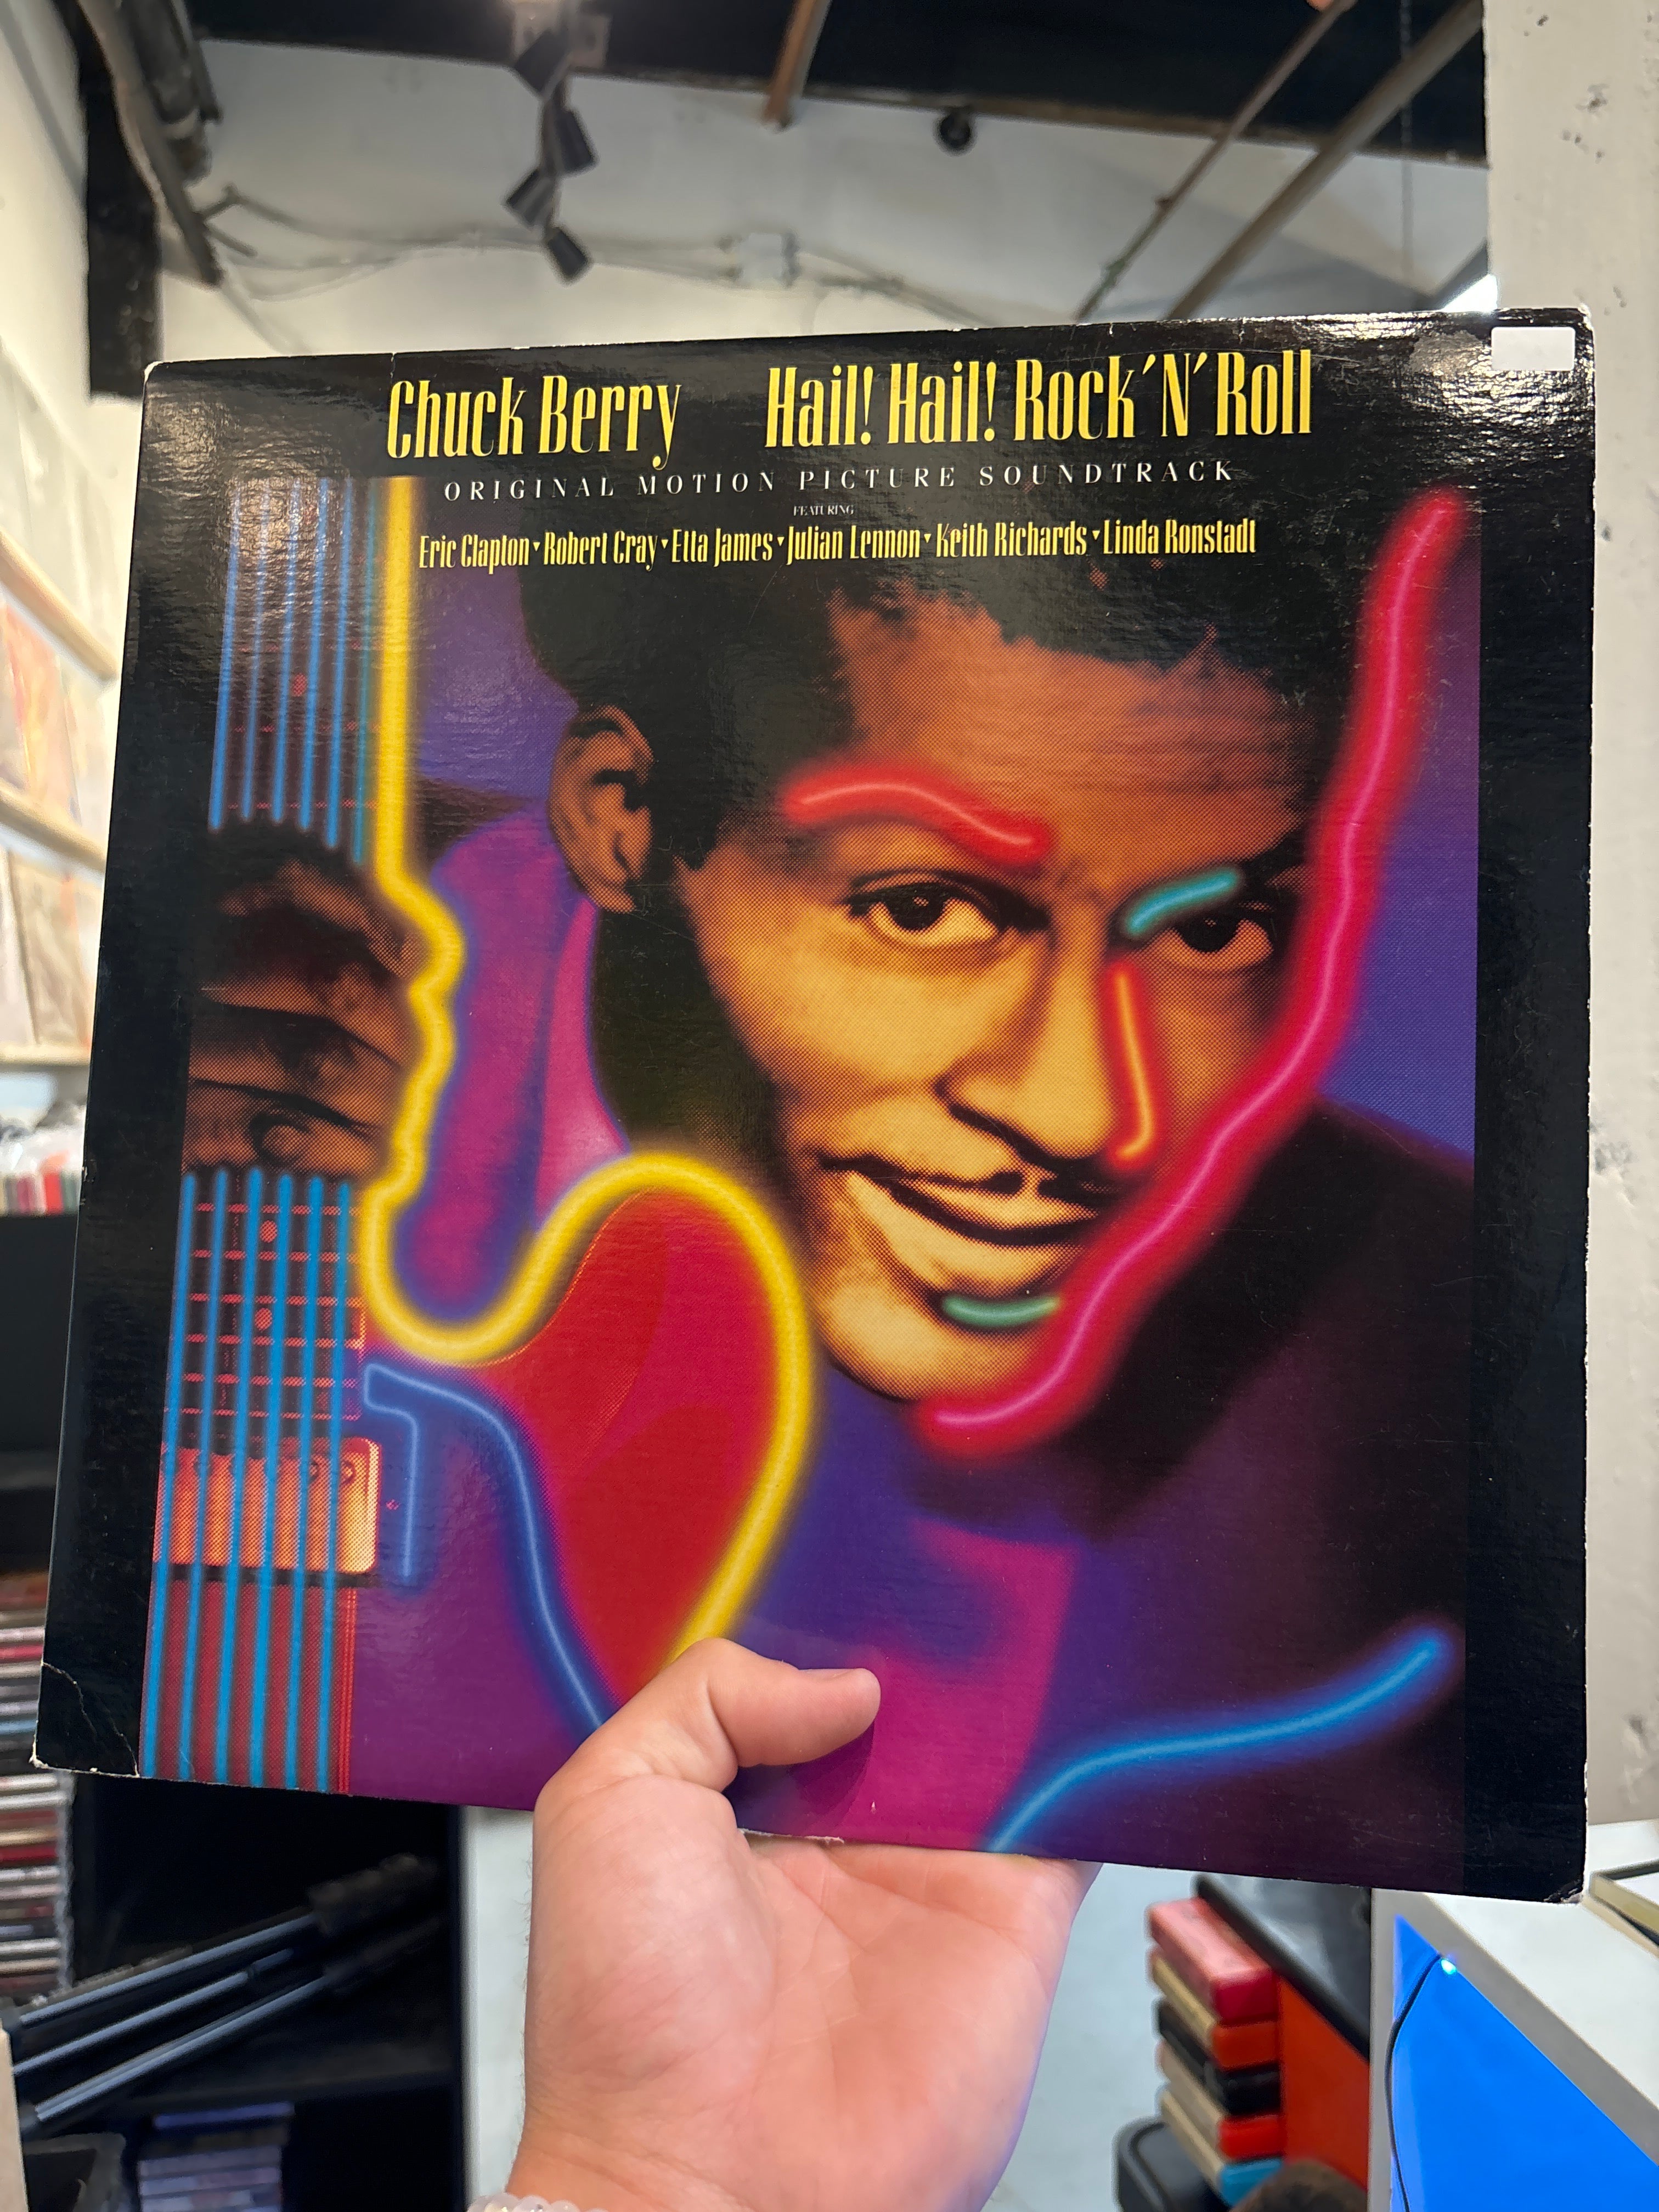 Chuck Berry Hail! Hail! Rock'N'Roll
ORIGINAL MOTION PICTURE SOUNDTRACK
FEATURING
Eric Clapton ▾ Robert Cray ▾ Etta James ▾ Julian Lennon ▾ Keith Richards ▾ Linda Ronstadt